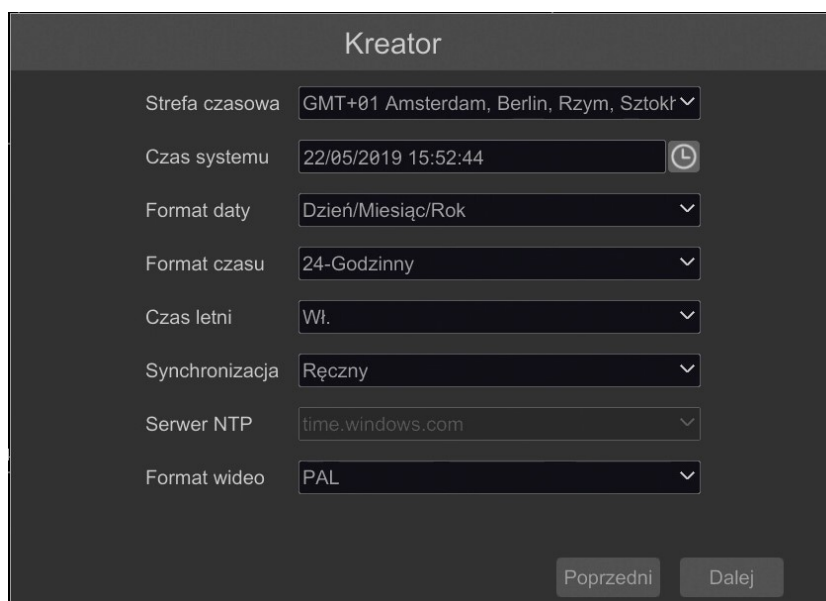 Kreator
Strefa czasowa GMT+01 Amsterdam, Berlin, Rzym, Sztokh
Czas systemu 22/05/2019 15:52:44
Format daty Dzień/Miesiąc/Rok
Format czasu 24-Godzinny
Czas letni Wł.
Synchronizacja Ręczny
Serwer NTP time.windows.com
Format wideo PAL
Poprzedni Dalej